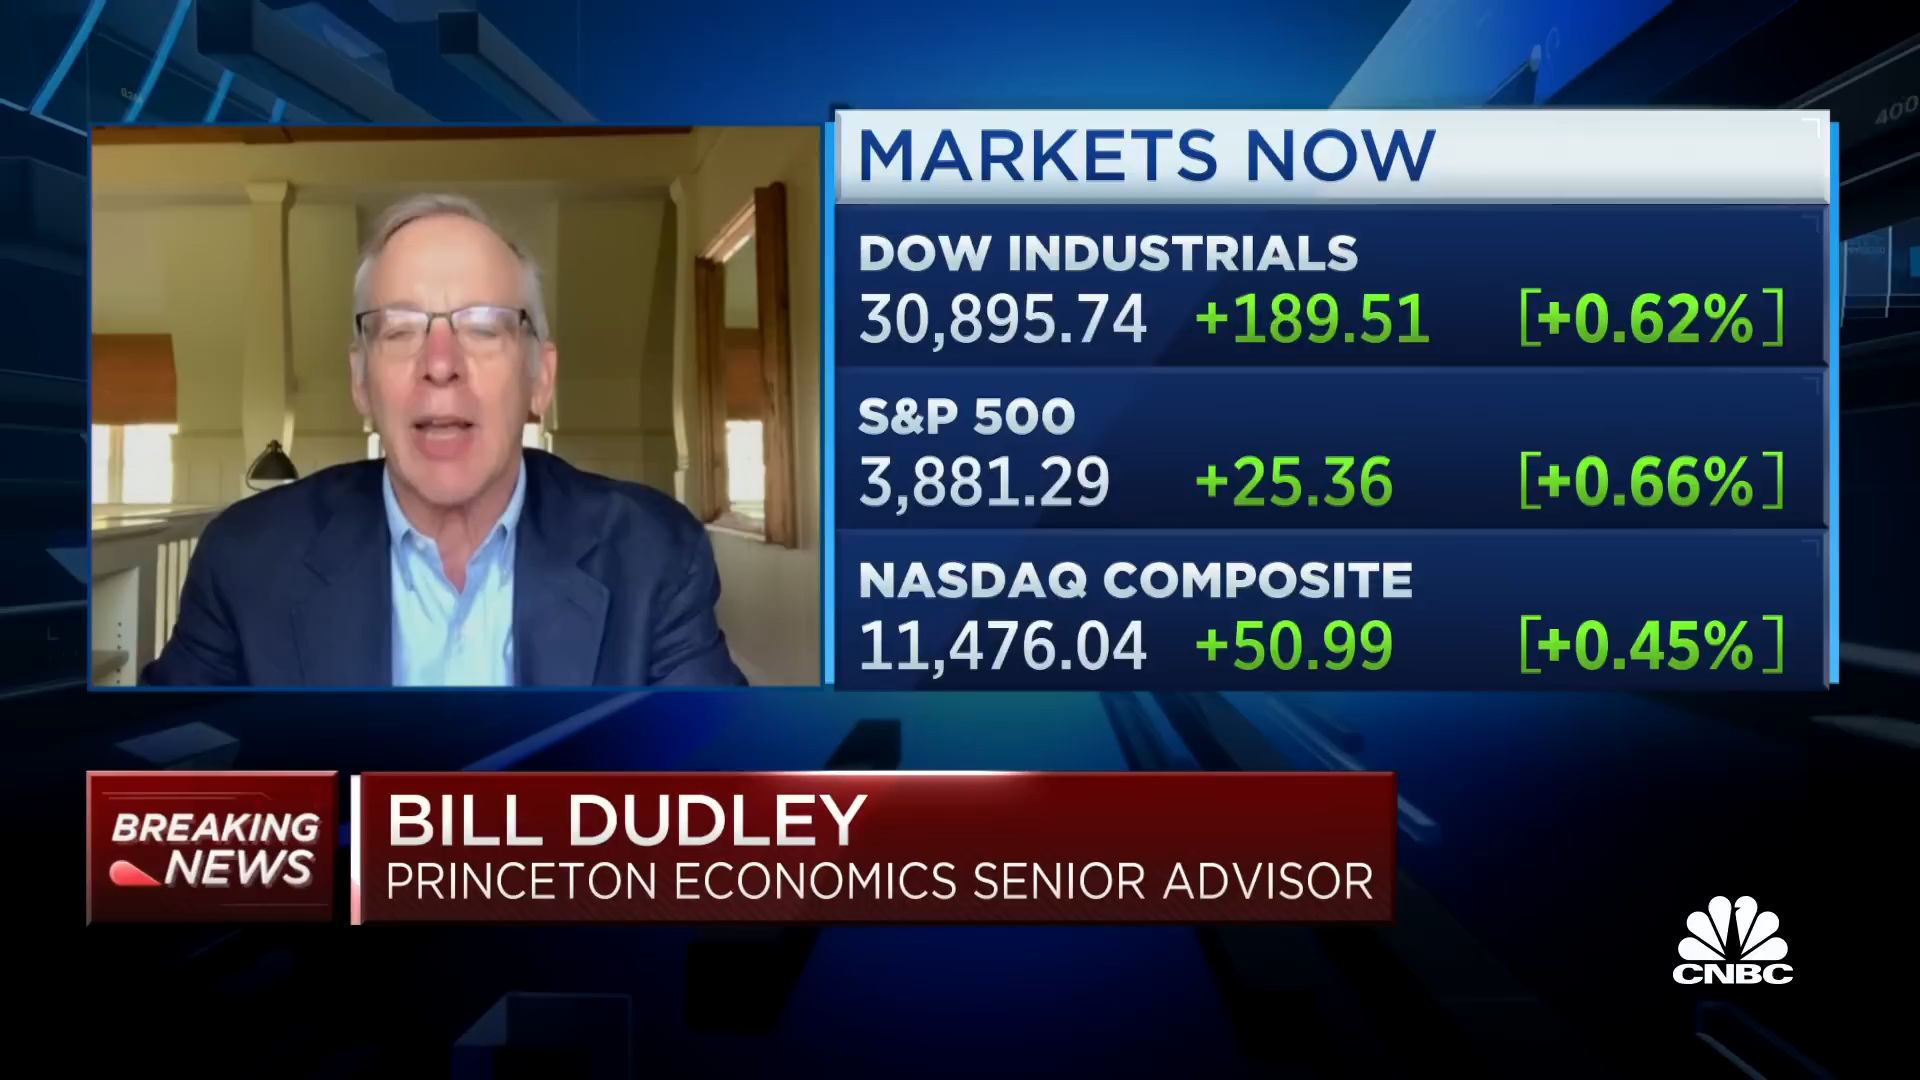 MARKETS NOW
DOW INDUSTRIALS
30,895.74 +189.51 [+0.62%]
S&P 500
3,881.29 +25.36 [+0.66%]
NASDAQ COMPOSITE
11,476.04 +50.99 [+0.45%]
BREAKING
NEWS
BILL DUDLEY
PRINCETON ECONOMICS SENIOR ADVISOR
CNBC
400